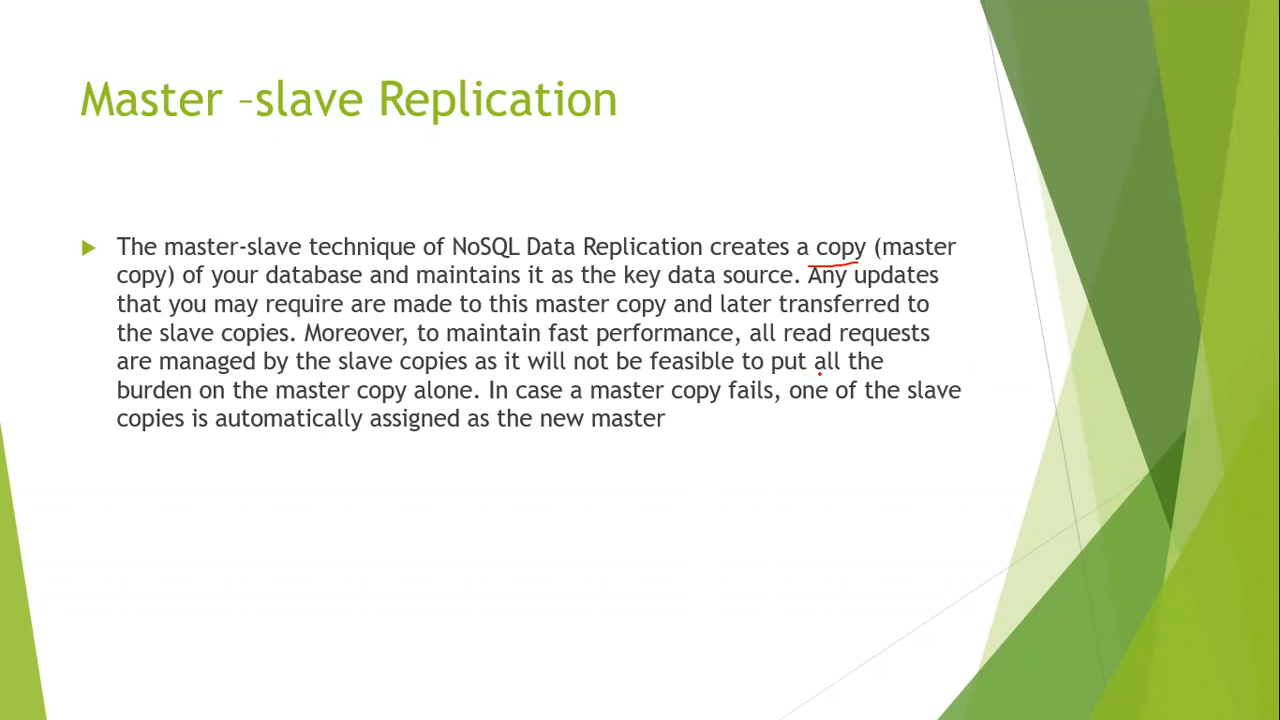 Master –slave Replication
The master-slave technique of NoSQL Data Replication creates a copy (master
copy) of your database and maintains it as the key data source. Any updates
that you may require are made to this master copy and later transferred to
the slave copies. Moreover, to maintain fast performance, all read requests
are managed by the slave copies as it will not be feasible to put all the
burden on the master copy alone. In case a master copy fails, one of the slave
copies is automatically assigned as the new master